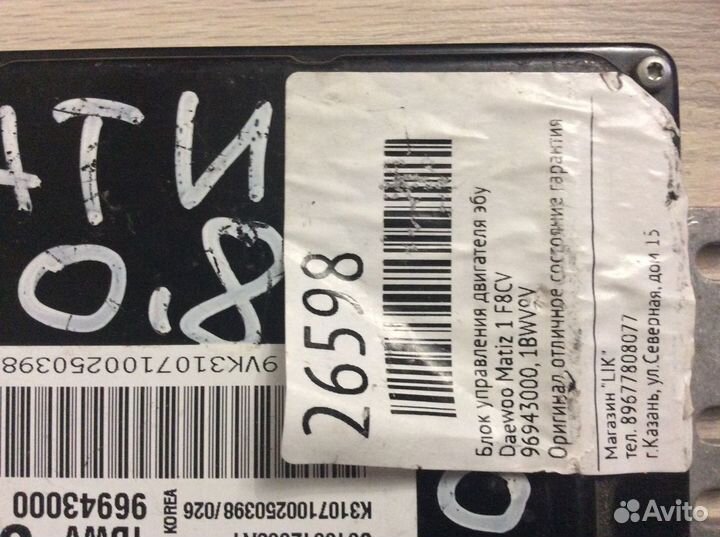 АТИ
0.8
26598
Блок управления двигателя эбу
Daewoo Matiz 1 F8CV
96943000, 1BWV9V
Оригинал отличное состояние гарантия
Магазин "LIK"
тел. 89677808077
г.Казань, ул.Северная, дом 15
9VK3107100250398
K3107100250398/026
96943000
KOREA
Avito